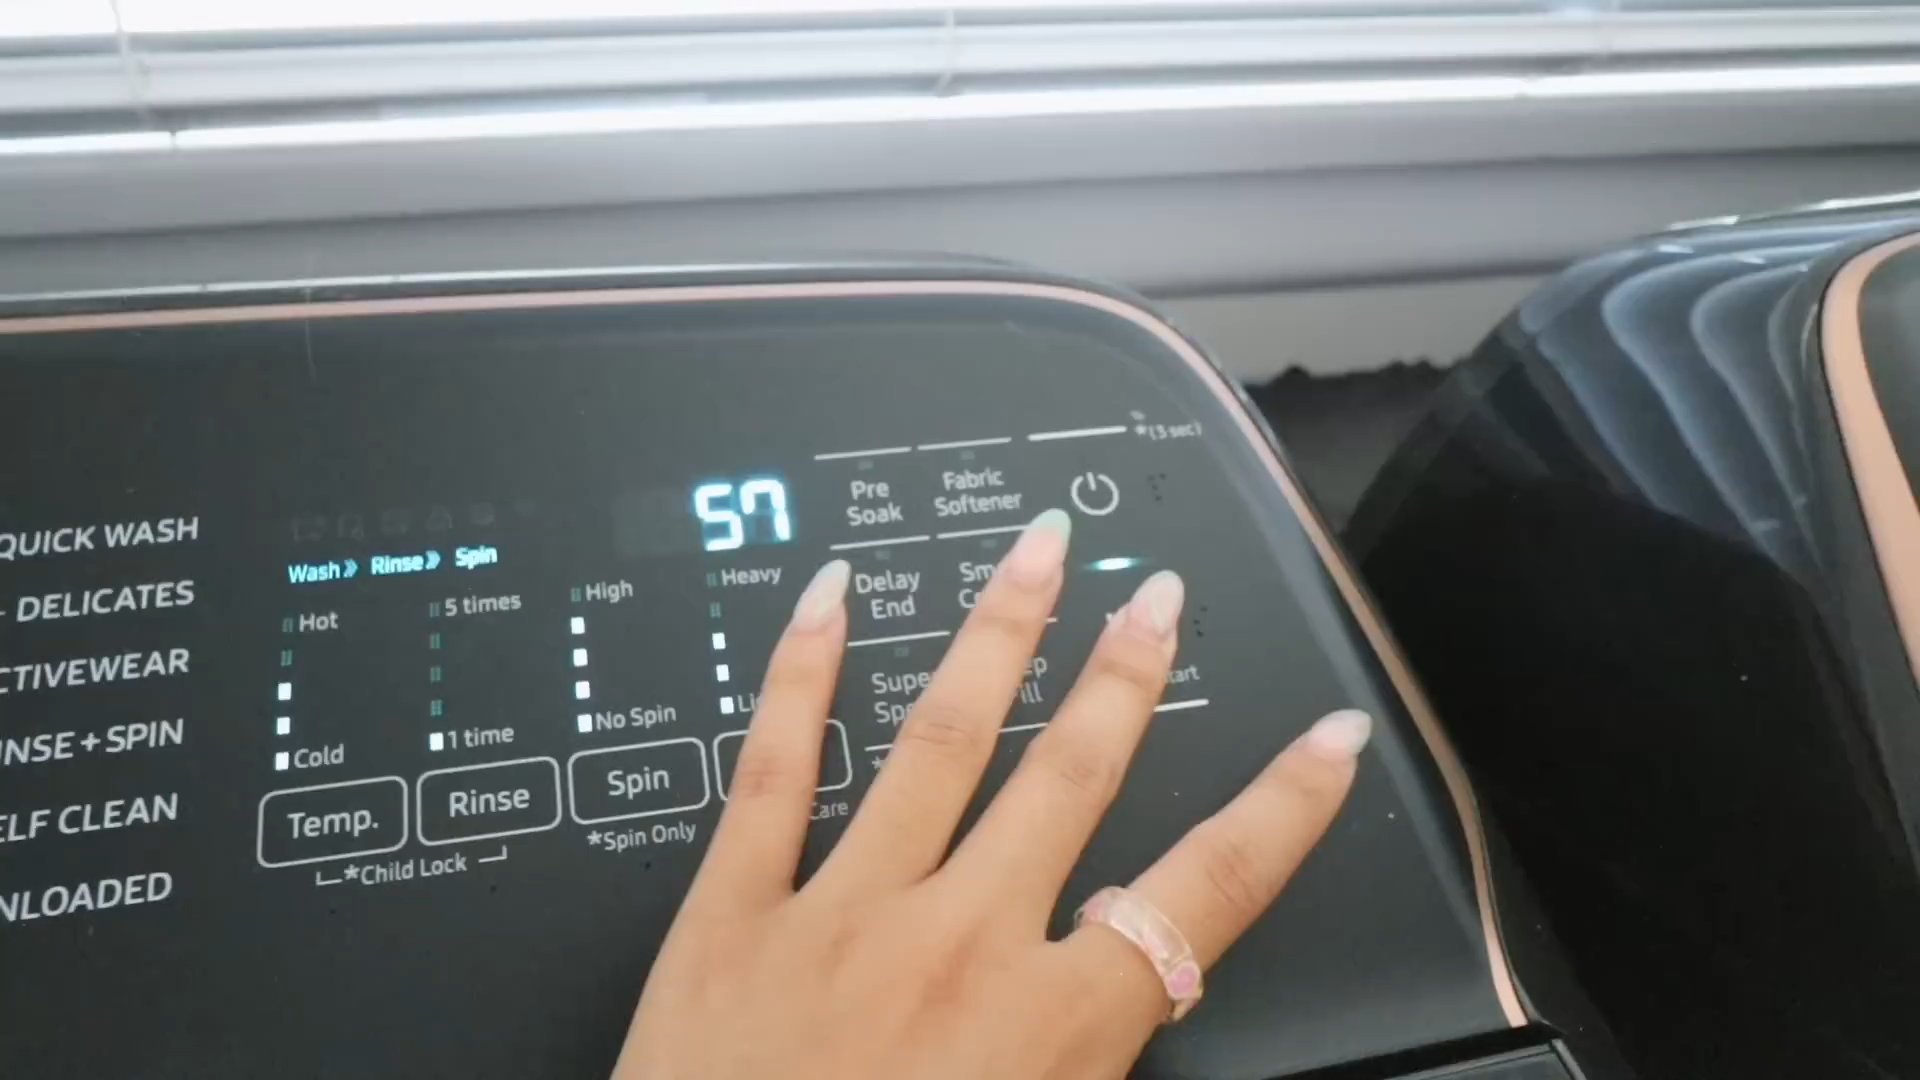 QUICK WASH
DELICATES
CTIVEWEAR
INSE + SPIN
ELF CLEAN
NLOADED
Wash» Rinse» Spin
57
Hot
Cold
5 times
1 time
High
No Spin
Heavy
Temp.
Rinse
Spin
*Child Lock
*Spin Only
Care
*(3 sec)
Pre
Soak
Fabric
Softener
Delay
End